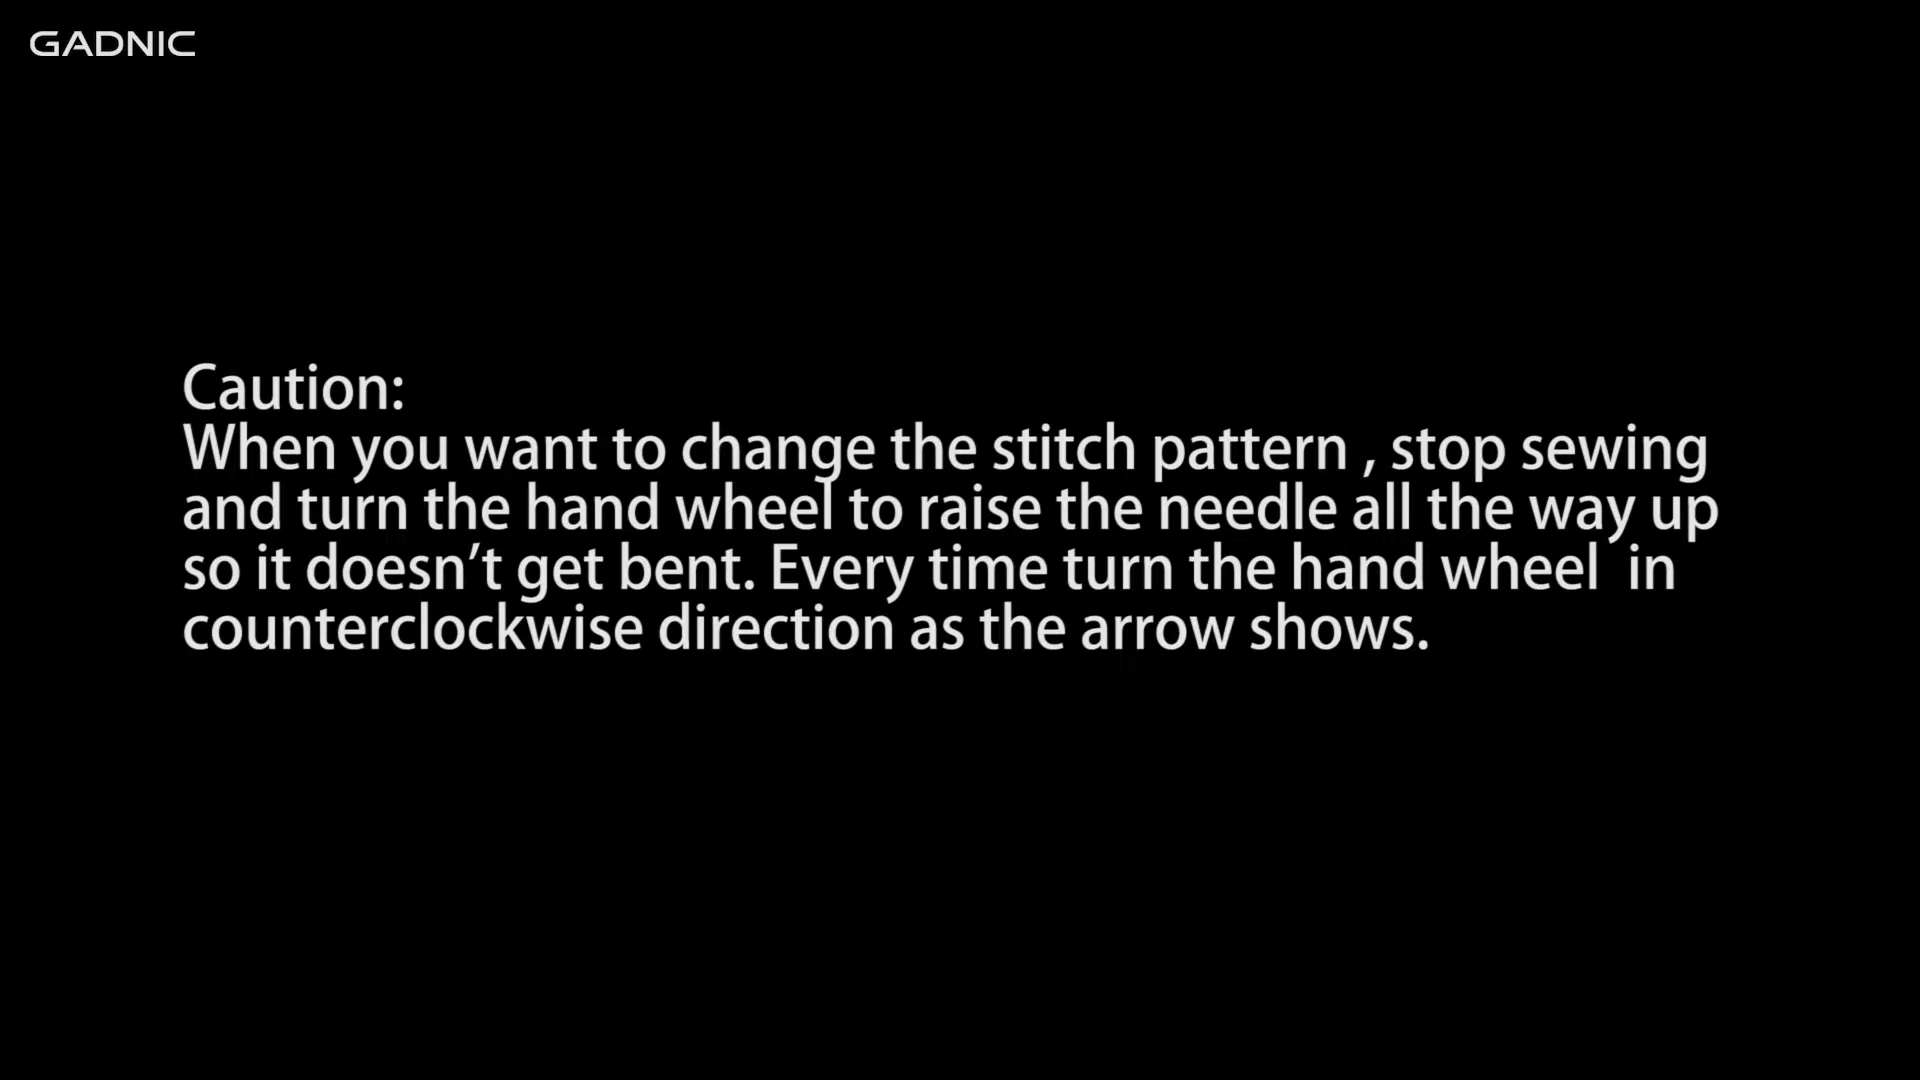 GADNIC
Caution:
When you want to change the stitch pattern , stop sewing
and turn the hand wheel to raise the needle all the way up
so it doesn’t get bent. Every time turn the hand wheel  in
counterclockwise direction as the arrow shows.